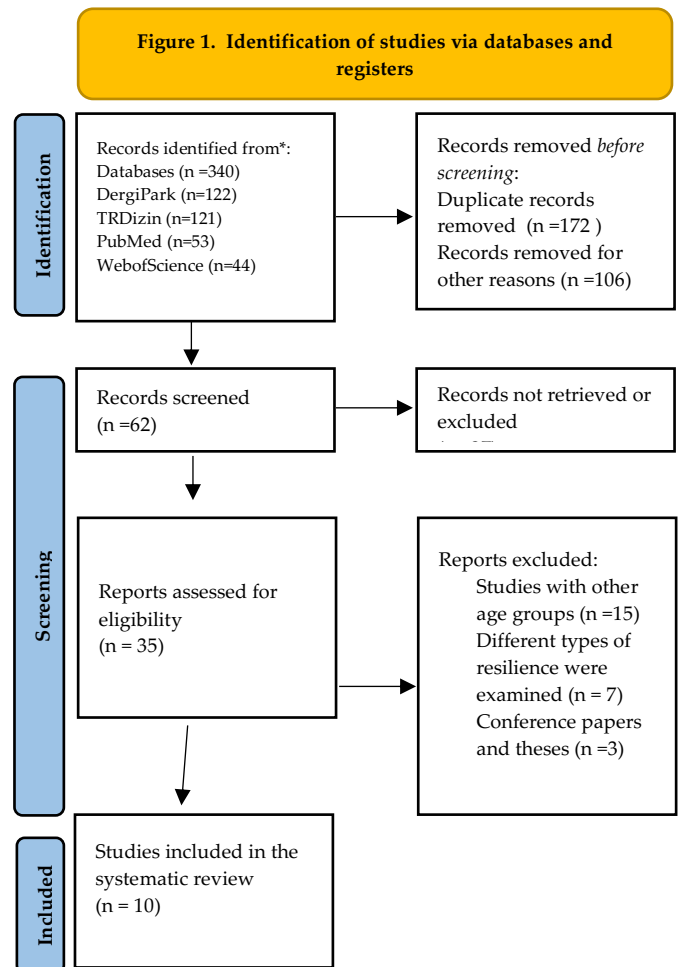 Figure 1.  Identification of studies via databases and
registers
Identification
Records identified from*:
Databases (n =340)
DergiPark (n=122)
TRDizin (n=121)
PubMed (n=53)
WebofScience (n=44)
Records removed before
screening:
Duplicate records
removed  (n =172 )
Records removed for
other reasons (n =106)
Screening
Records screened
(n =62)
Records not retrieved or
excluded
Reports assessed for
eligibility
(n = 35)
Reports excluded:
Studies with other
age groups (n =15)
Different types of
resilience were
examined (n = 7)
Conference papers
and theses (n =3)
Included
Studies included in the
systematic review
(n = 10)